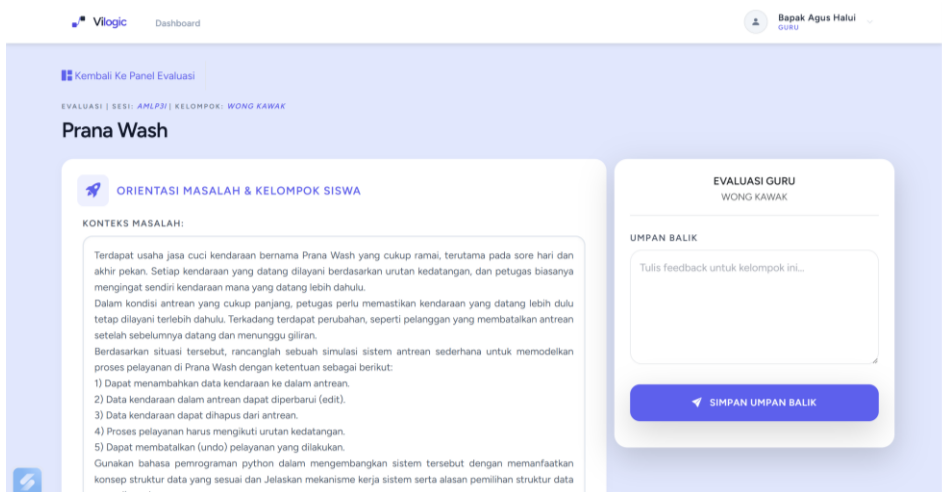 Vilogic
Dashboard
Bapak Agus Halui
GURU
Kembali Ke Panel Evaluasi
EVALUASI | SESI: AMLP3I | KELOMPOK: WONG KAWAK
Prana Wash
ORIENTASI MASALAH & KELOMPOK SISWA
KONTEKS MASALAH:
Terdapat usaha jasa cuci kendaraan bernama Prana Wash yang cukup ramai, terutama pada sore hari dan
akhir pekan. Setiap kendaraan yang datang dilayani berdasarkan urutan kedatangan, dan petugas biasanya
mengingat sendiri kendaraan mana yang datang lebih dahulu.
Dalam kondisi antrean yang cukup panjang, petugas perlu memastikan kendaraan yang datang lebih dulu
tetap dilayani terlebih dahulu. Terkadang terdapat perubahan, seperti pelanggan yang membatalkan antrean
setelah sebelumnya datang dan menunggu giliran.
Berdasarkan situasi tersebut, rancanglah sebuah simulasi sistem antrean sederhana untuk memodelkan
proses pelayanan di Prana Wash dengan ketentuan sebagai berikut:
1) Dapat menambahkan data kendaraan ke dalam antrean.
2) Data kendaraan dalam antrean dapat diperbarui (edit).
3) Data kendaraan dapat dihapus dari antrean.
4) Proses pelayanan harus mengikuti urutan kedatangan.
5) Dapat membatalkan (undo) pelayanan yang dilakukan.
Gunakan bahasa pemrograman python dalam mengembangkan sistem tersebut dengan memanfaatkan
konsep struktur data yang sesuai dan Jelaskan mekanisme kerja sistem serta alasan pemilihan struktur data
EVALUASI GURU
WONG KAWAK
UMPAN BALIK
Tulis feedback untuk kelompok ini...
SIMPAN UMPAN BALIK